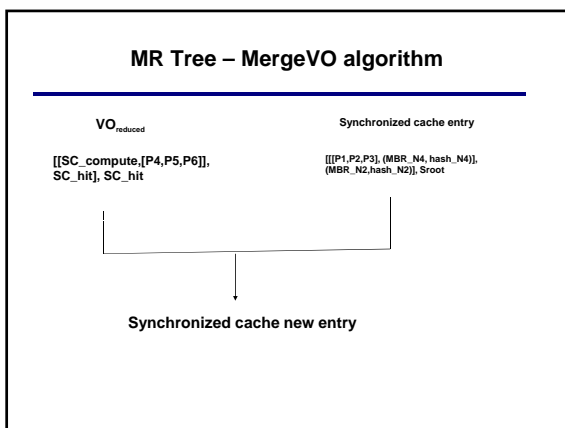 MR Tree – MergeVO algorithm
VOreduced
[[SC_compute,[P4,P5,P6]],
SC_hit], SC_hit
Synchronized cache entry
[[[P1,P2,P3], (MBR_N4, hash_N4)],
(MBR_N2,hash_N2)], Sroot
Synchronized cache new entry